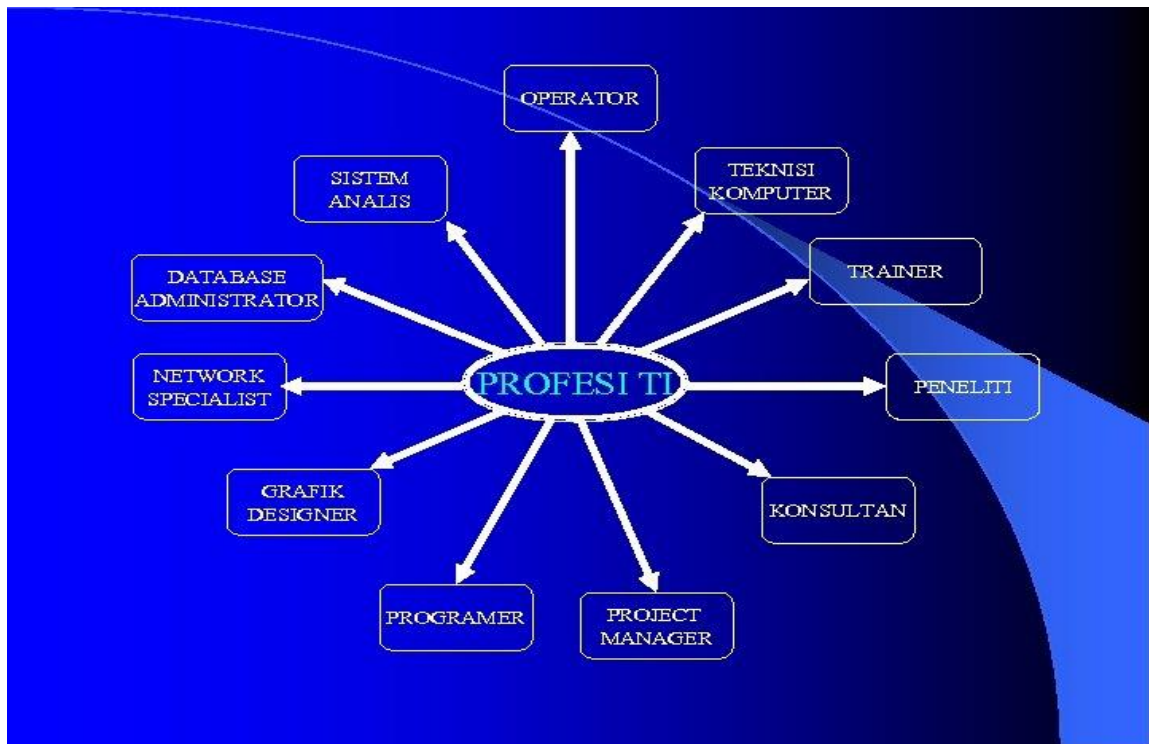 OPERATOR
TEKNISI
KOMPUTER
TRAINER
PENELITI
KONSULTAN
PROJECT
MANAGER
PROGRAMER
GRAFIK
DESIGNER
NETWORK
SPECIALIST
DATABASE
ADMINISTRATOR
SISTEM
ANALIS
PROFESI TI